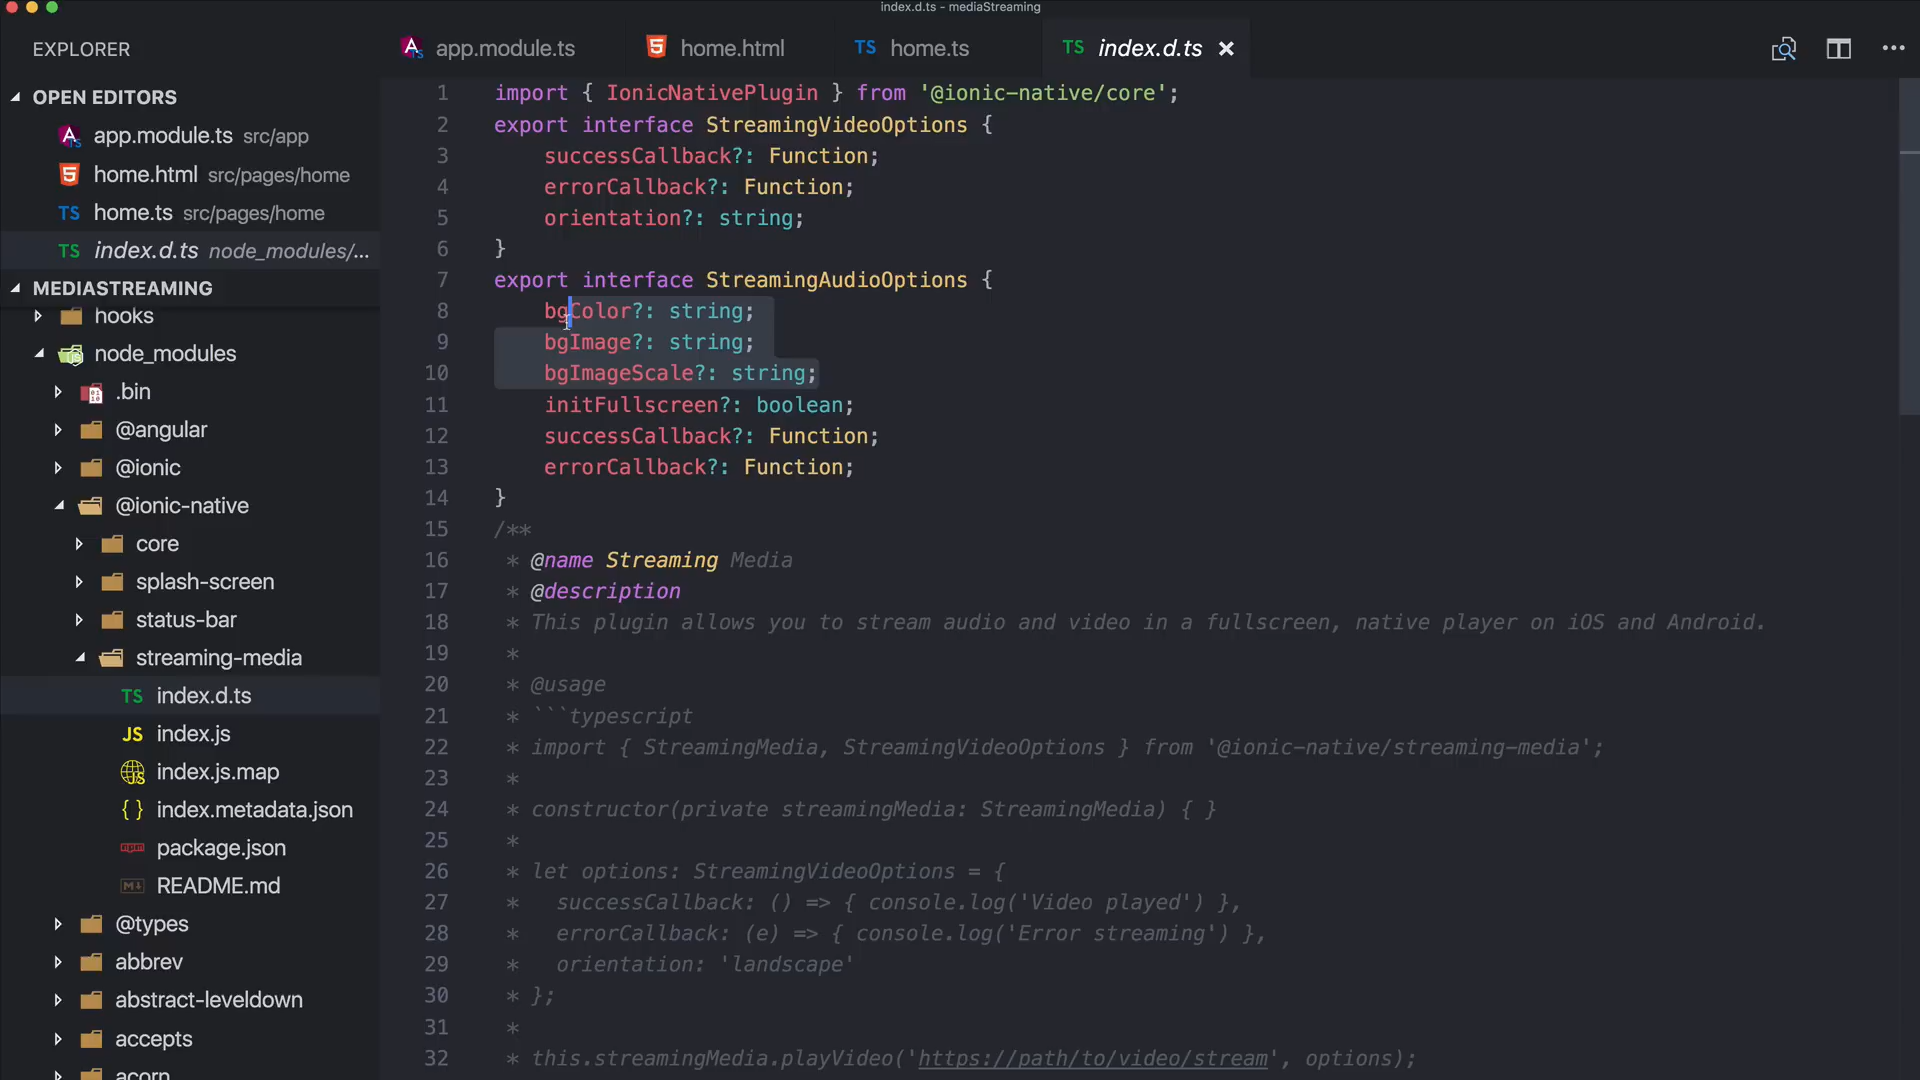 index.d.ts - mediaStreaming
EXPLORER
app.module.ts
home.html
TS home.ts
TS index.d.ts ×
OPEN EDITORS
app.module.ts src/app
home.html src/pages/home
TS home.ts src/pages/home
TS index.d.ts node_modules/...
MEDIASTREAMING
hooks
node_modules
.bin
@angular
@ionic
@ionic-native
core
splash-screen
status-bar
streaming-media
TS index.d.ts
JS index.js
index.js.map
{ } index.metadata.json
package.json
README.md
@types
abbrev
abstract-leveldown
accepts
acorn
1 import { IonicNativePlugin } from '@ionic-native/core';
2 export interface StreamingVideoOptions {
3 successCallback?: Function;
4 errorCallback?: Function;
5 orientation?: string;
6 }
7 export interface StreamingAudioOptions {
8 bgColor?: string;
9 bgImage?: string;
10 bgImageScale?: string;
11 initFullscreen?: boolean;
12 successCallback?: Function;
13 errorCallback?: Function;
14 }
15 /**
16 * @name Streaming Media
17 * @description
18 * This plugin allows you to stream audio and video in a fullscreen, native player on iOS and Android.
19 *
20 * @usage
21 * ```typescript
22 * import { StreamingMedia, StreamingVideoOptions } from '@ionic-native/streaming-media';
23 *
24 * constructor(private streamingMedia: StreamingMedia) { }
25 *
26 * let options: StreamingVideoOptions = {
27 * successCallback: () => { console.log('Video played') },
28 * errorCallback: (e) => { console.log('Error streaming') },
29 * orientation: 'landscape'
30 * };
31 *
32 * this.streamingMedia.playVideo('https://path/to/video/stream', options);